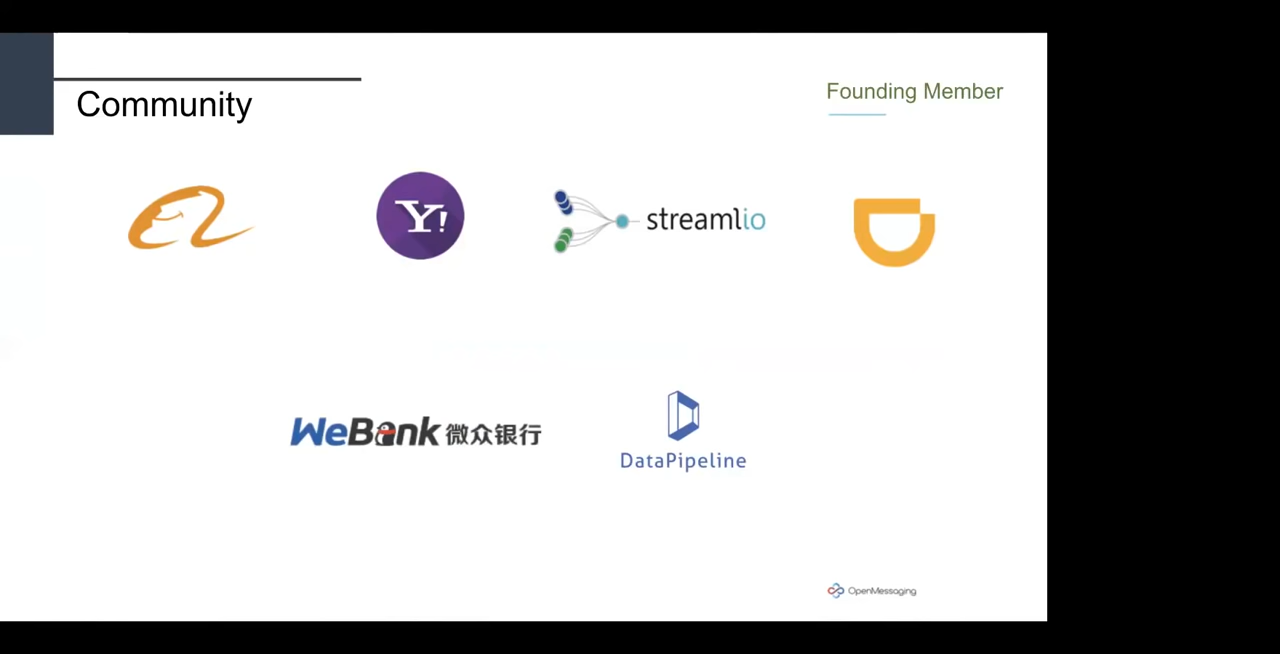 Community
Founding Member
Y!
streamlio
WeBank 微众银行
DataPipeline
OpenMessaging